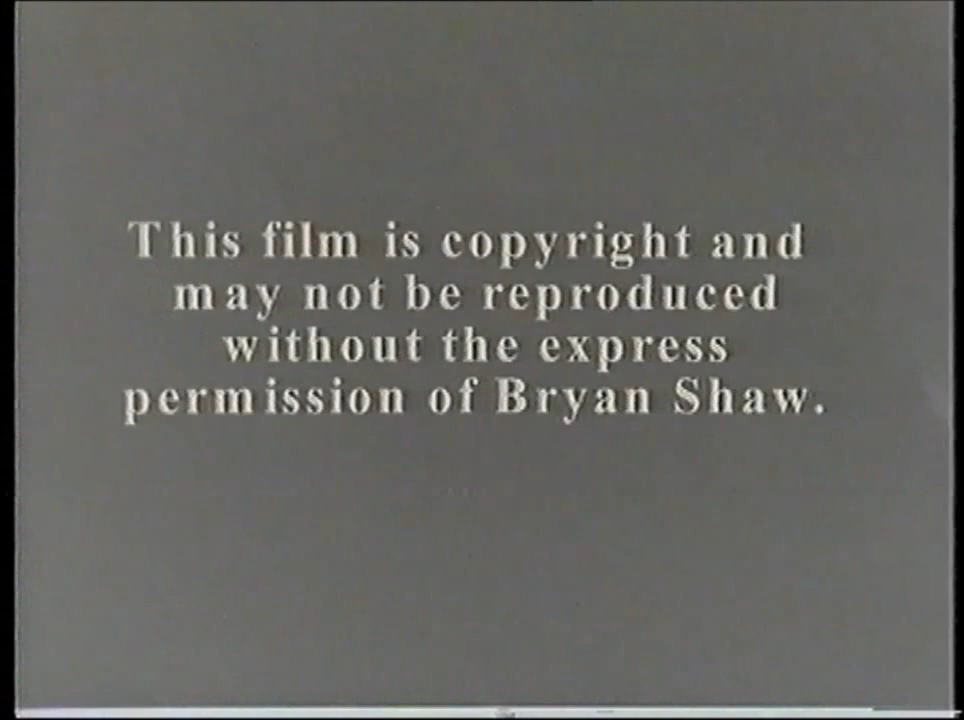 This film is copyright and
may not be reproduced
without the express
permission of Bryan Shaw.